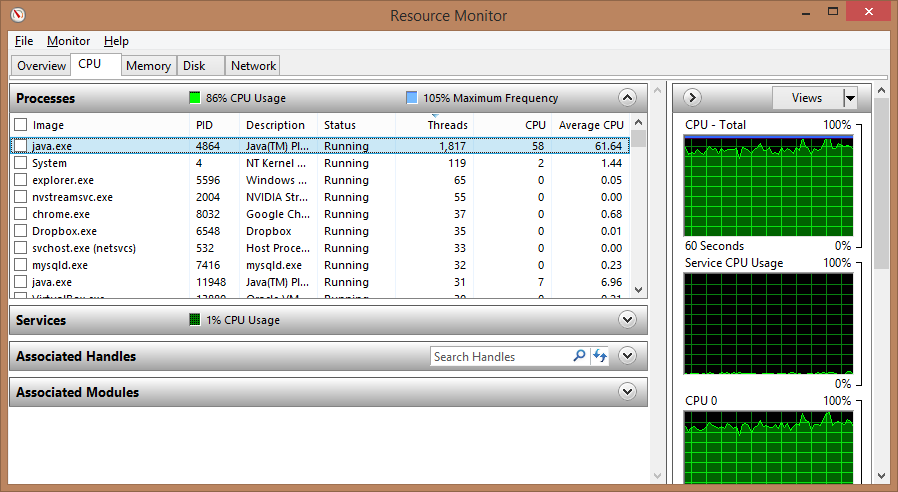 Resource Monitor
File Monitor Help
Overview CPU Memory Disk Network
Processes 86% CPU Usage 105% Maximum Frequency
Image PID Description Status Threads CPU Average CPU
java.exe 4864 Java(TM) Pl... Running 1,817 58 61.64
System 4 NT Kernel ... Running 119 2 1.44
explorer.exe 5596 Windows ... Running 65 0 0.05
nvstreamsvc.exe 2004 NVIDIA Str... Running 55 0 0.00
chrome.exe 8032 Google Ch... Running 37 0 0.68
Dropbox.exe 6548 Dropbox Running 35 0 0.01
svchost.exe (netsvcs) 532 Host Proce... Running 33 0 0.00
mysqld.exe 7416 mysqld.exe Running 32 0 0.23
java.exe 11948 Java(TM) Pl... Running 31 7 6.96
Services 1% CPU Usage
Associated Handles Search Handles
Associated Modules
Views
CPU - Total 100%
60 Seconds 0%
Service CPU Usage 100%
0%
CPU 0 100%